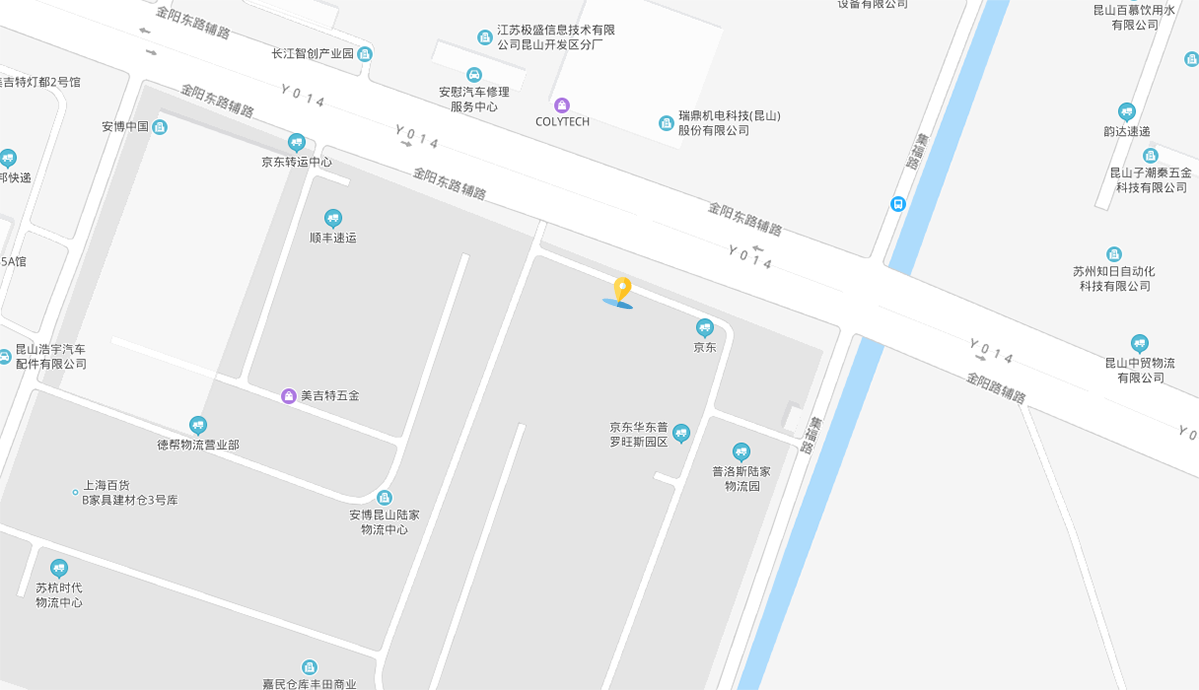 设备有限公司
昆山百慕饮用水
有限公司
金阳东路辅路
江苏极盛信息技术有限
公司昆山开发区分厂
长江智创产业园
美吉特灯都2号馆
安慰汽车修理
服务中心
金阳东路辅路
Y014
COLYTECH
瑞鼎机电科技(昆山)
股份有限公司
韵达速递
安博中国
Y014
集福路
京东转运中心
邦快递
昆山子潮秦五金
科技有限公司
金阳东路辅路
顺丰速运
金阳东路辅路
Y014
5A馆
苏州知日自动化
科技有限公司
京东
昆山浩宇汽车
配件有限公司
Y014
昆山中贸物流
有限公司
金阳路辅路
美吉特五金
Y0
京东华东普
罗旺斯园区
集福路
德帮物流营业部
普洛斯陆家
物流园
上海百货
B家具建材仓3号库
安博昆山陆家
物流中心
苏杭时代
物流中心
嘉民仓库丰田商业